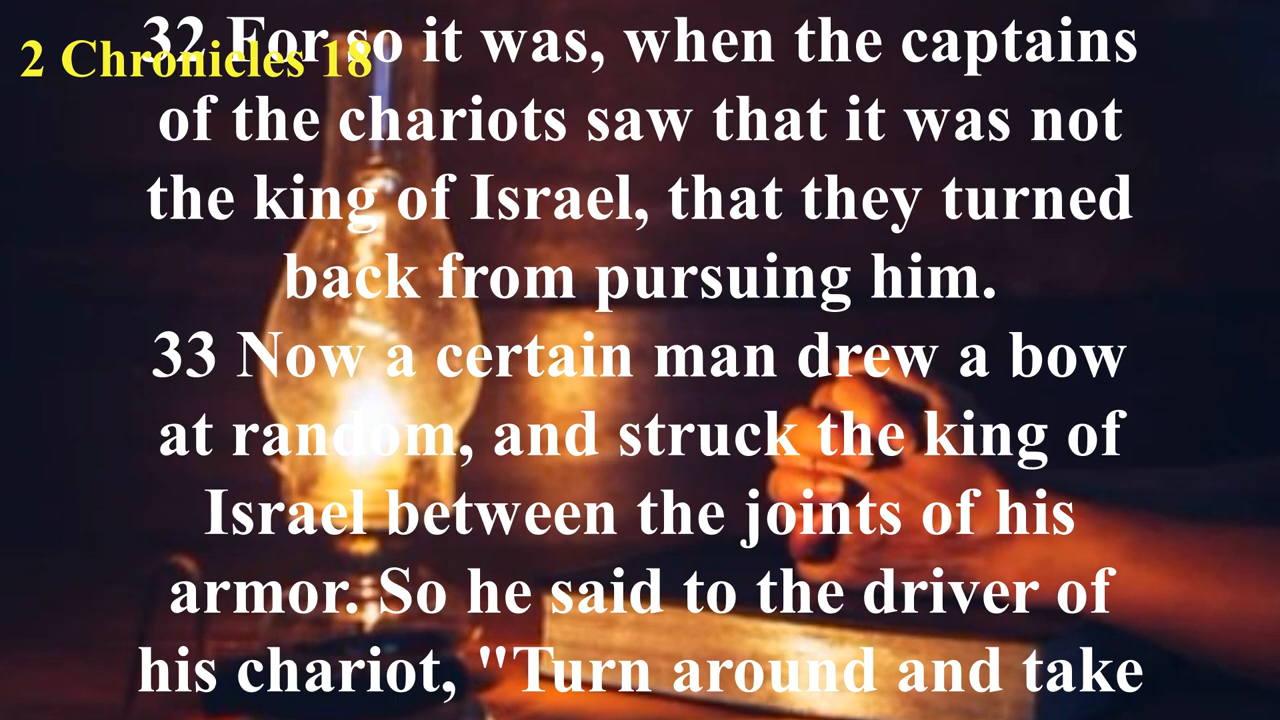 2 Chronicles 18
32 For so it was, when the captains
of the chariots saw that it was not
the king of Israel, that they turned
back from pursuing him.
33 Now a certain man drew a bow
at random, and struck the king of
Israel between the joints of his
armor. So he said to the driver of
his chariot, "Turn around and take